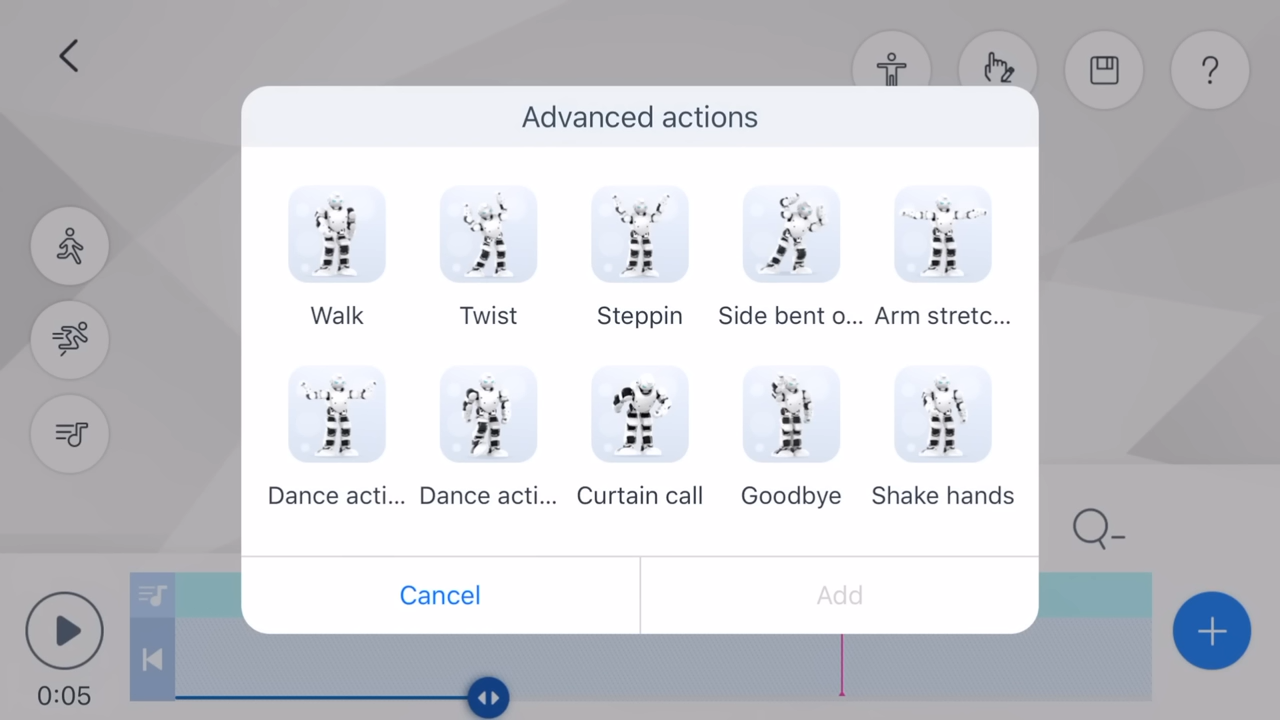 Advanced actions
Walk
Twist
Steppin
Side bent o...
Arm stretc...
Dance acti...
Dance acti...
Curtain call
Goodbye
Shake hands
Cancel
Add
0:05